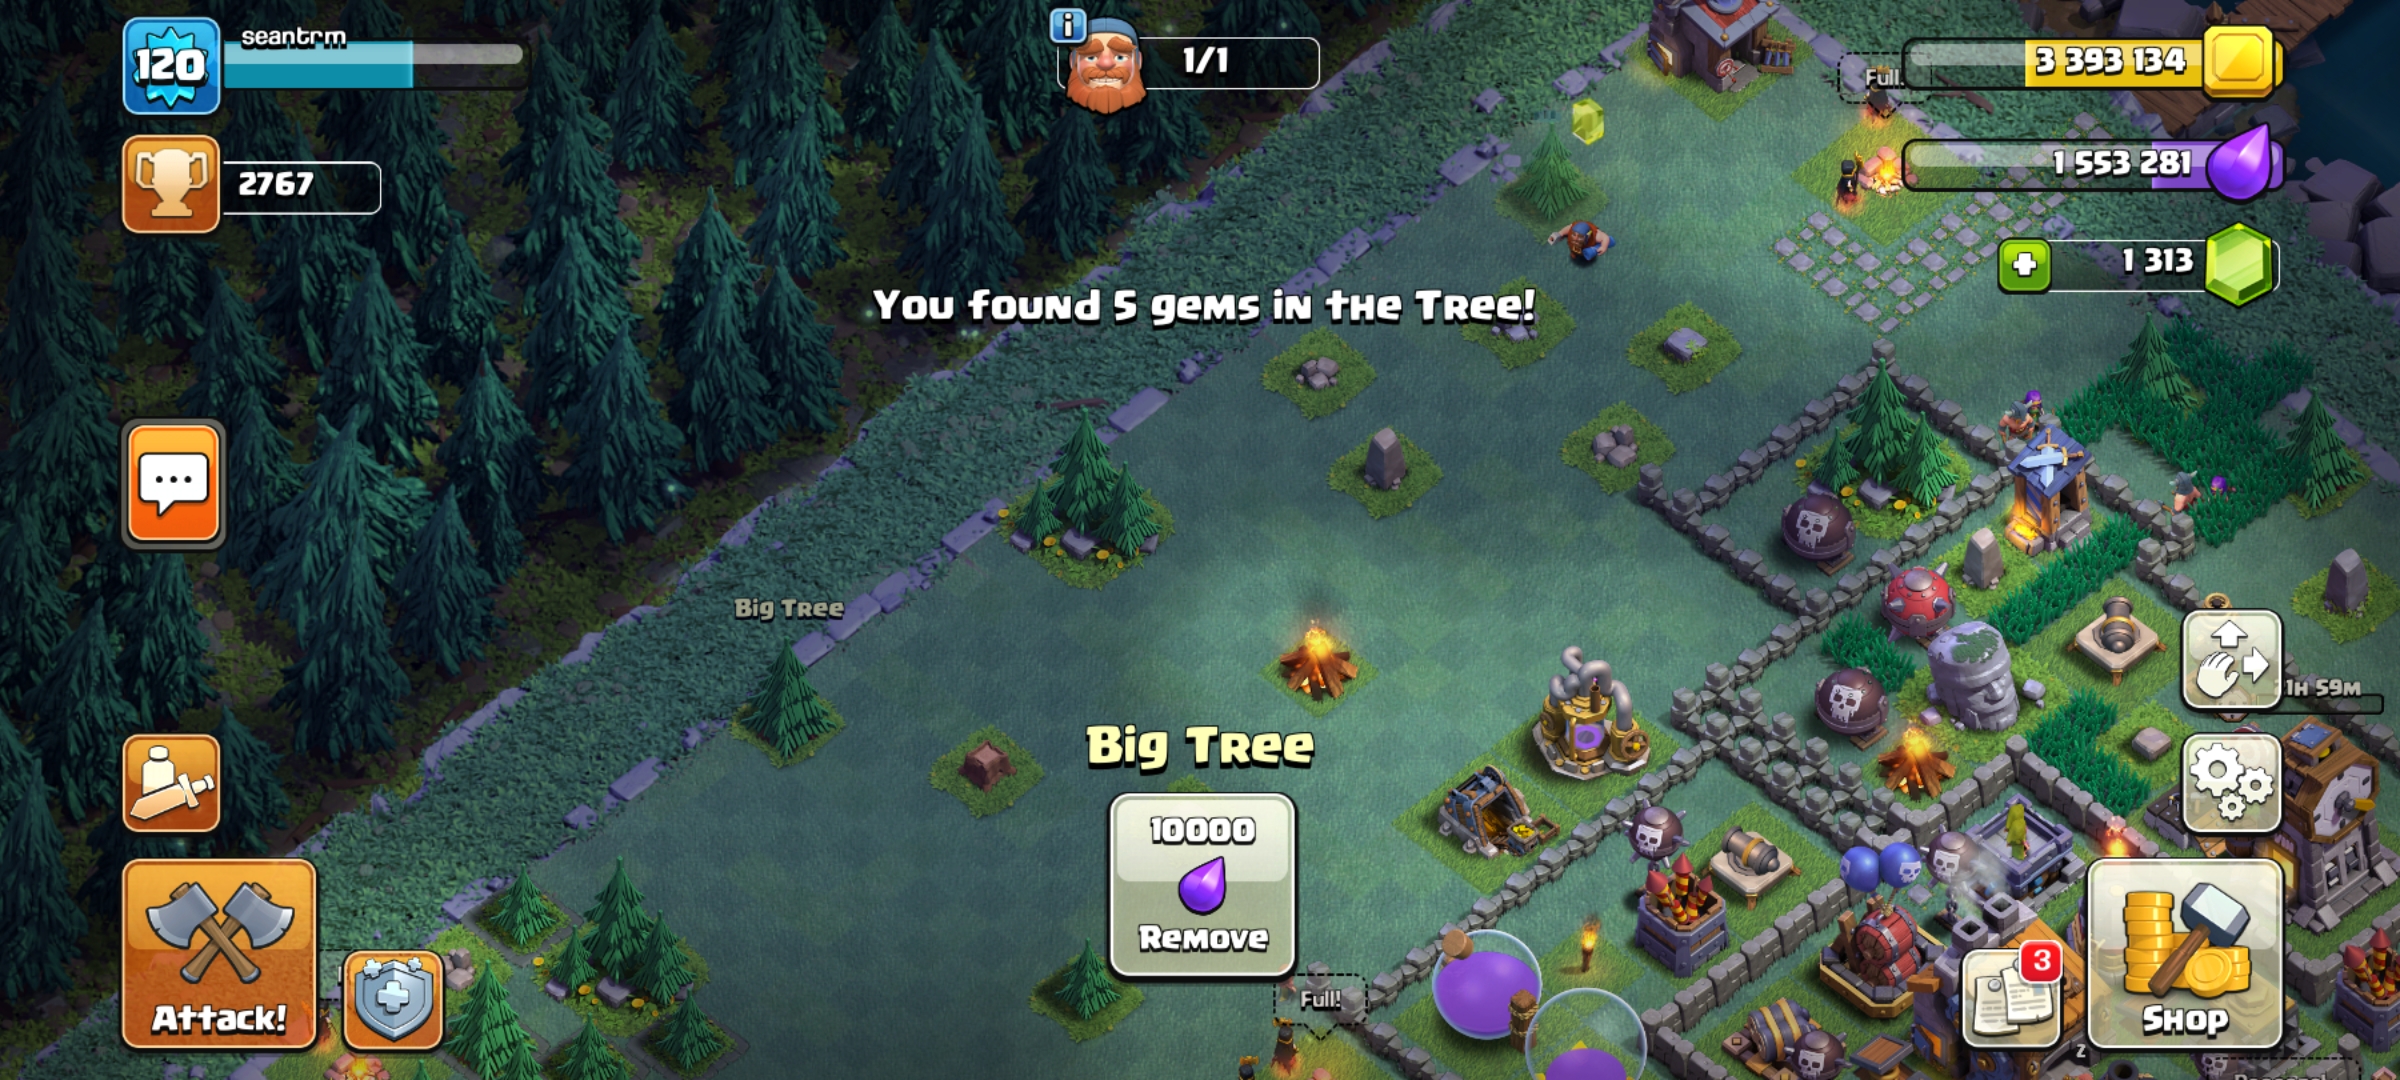 120
seantrm
1/1
3 393 134
Full
2767
1 553 281
1 313
You found 5 gems in the Tree!
Big Tree
1h 59m
Big Tree
10000
Remove
Attack!
Full!
3
Shop
z